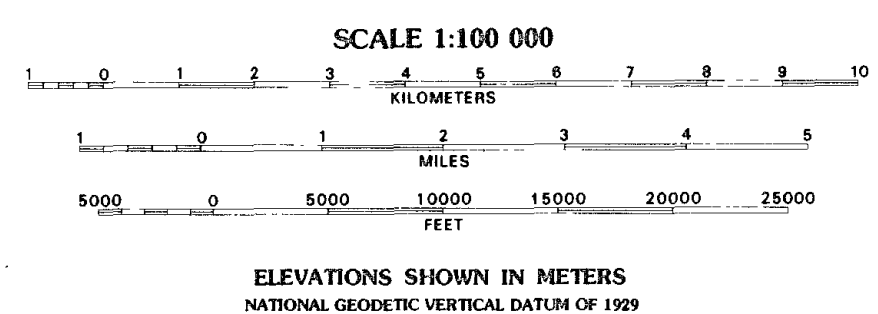 SCALE 1:100 000
1 0 1 2 3 4 5 6 7 8 9 10
KILOMETERS
1 0 1 2 3 4 5
MILES
5000 0 5000 10000 15000 20000 25000
FEET
ELEVATIONS SHOWN IN METERS
NATIONAL GEODETIC VERTICAL DATUM OF 1929